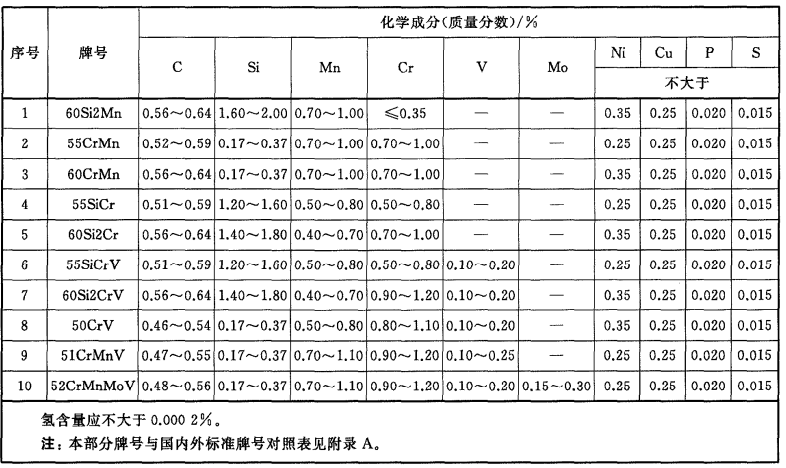 序号 牌号 化学成分(质量分数)/%
C Si Mn Cr V Mo Ni Cu P S
不大于
1 60Si2Mn 0.56~0.64 1.60~2.00 0.70~1.00 ≤0.35 — — 0.35 0.25 0.020 0.015
2 55CrMn 0.52~0.59 0.17~0.37 0.70~1.00 0.70~1.00 — — 0.25 0.25 0.020 0.015
3 60CrMn 0.56~0.64 0.17~0.37 0.70~1.00 0.70~1.00 — — 0.35 0.25 0.020 0.015
4 55SiCr 0.51~0.59 1.20~1.60 0.50~0.80 0.50~0.80 — — 0.25 0.25 0.020 0.015
5 60Si2Cr 0.56~0.64 1.40~1.80 0.40~0.70 0.70~1.00 — — 0.35 0.25 0.020 0.015
6 55SiCrV 0.51~0.59 1.20~1.60 0.50~0.80 0.50~0.80 0.10~0.20 — 0.25 0.25 0.020 0.015
7 60Si2CrV 0.56~0.64 1.40~1.80 0.40~0.70 0.90~1.20 0.10~0.20 — 0.35 0.25 0.020 0.015
8 50CrV 0.46~0.54 0.17~0.37 0.50~0.80 0.80~1.10 0.10~0.20 — 0.35 0.25 0.020 0.015
9 51CrMnV 0.47~0.55 0.17~0.37 0.70~1.10 0.90~1.20 0.10~0.25 — 0.25 0.25 0.020 0.015
10 52CrMnMoV 0.48~0.56 0.17~0.37 0.70~1.10 0.90~1.20 0.10~0.20 0.15~0.30 0.25 0.25 0.020 0.015
氢含量应不大于0.000 2%。
注:本部分牌号与国内外标准牌号对照表见附录 A。